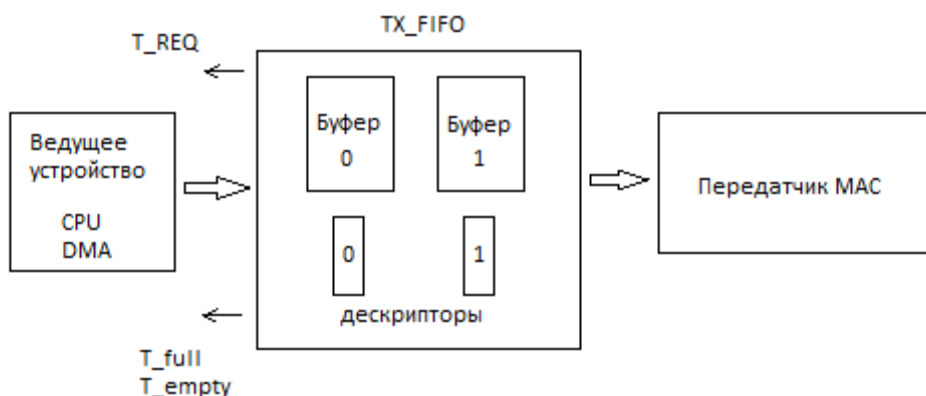 TX_FIFO
T_REQ
Ведущее
устройство
CPU
DMA
Буфер
0
Буфер
1
0
1
дескрипторы
Передатчик MAC
T_full
T_empty